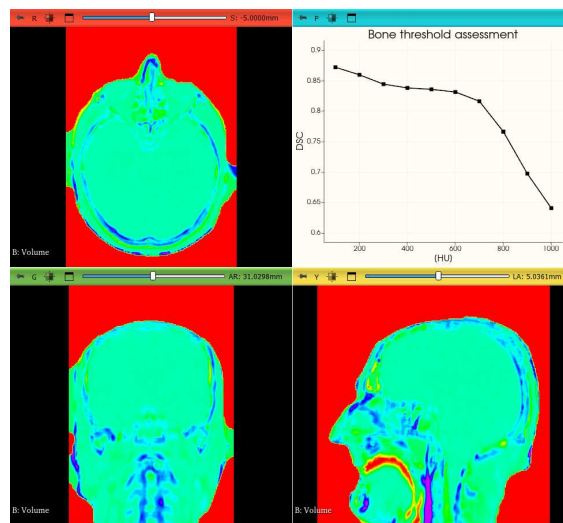 R
S: -5.0000mm
B: Volume
P
Bone threshold assessment
0.9
0.85
0.8
0.75
0.7
0.65
0.6
DSC
200 400 600 800 1000
(HU)
G
AR: 31.0298mm
B: Volume
Y
LA: 5.0361mm
B: Volume